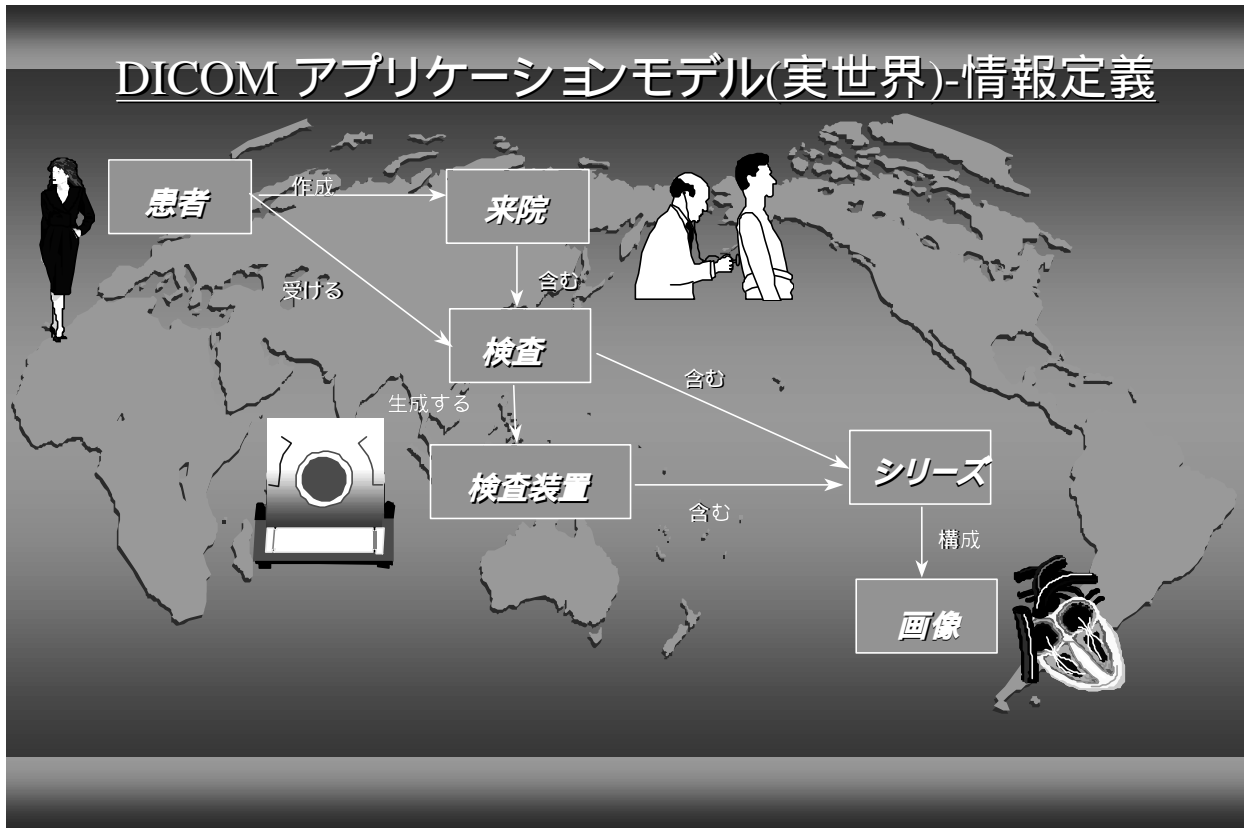 DICOM アプリケーションモデル(実世界)-情報定義
患者
作成
来院
受ける
含む
検査
含む
生成する
検査装置
含む
シリーズ
構成
画像